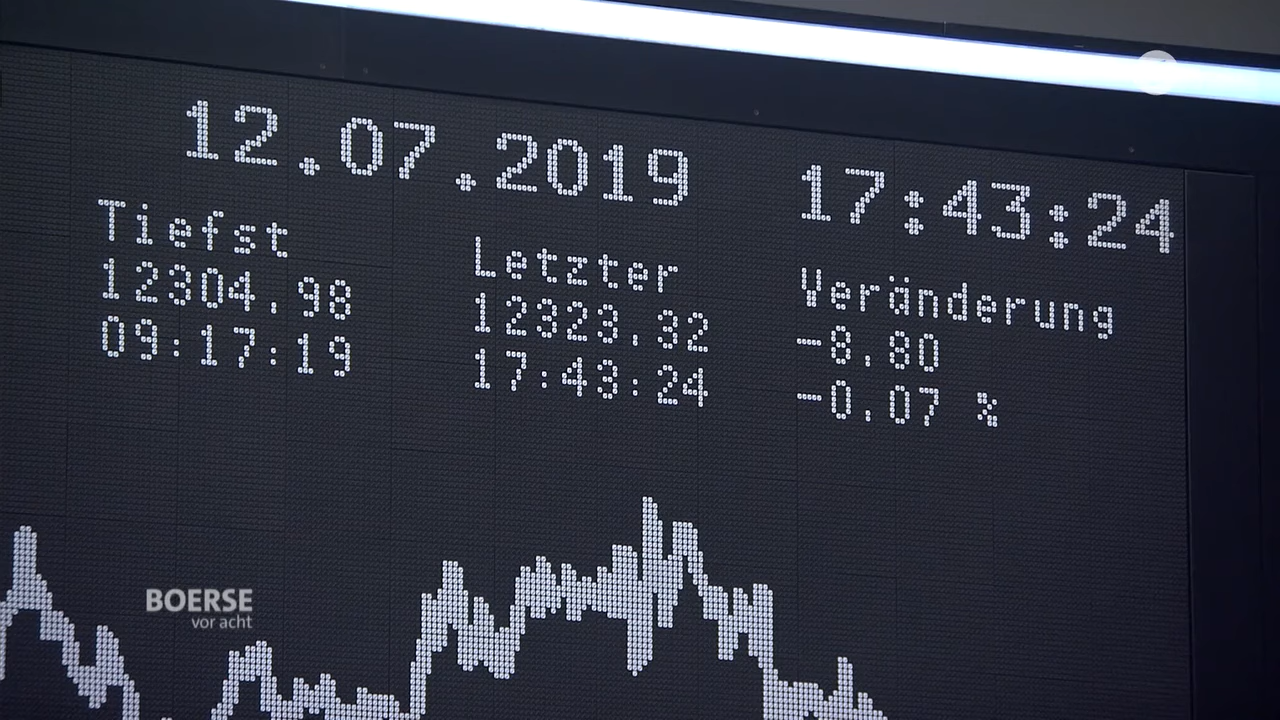 12.07.2019 17:43:24
Tiefst Letzter Veränderung
12304,98 12323,32 -8,80
09:17:19 17:43:24 -0,07 %
BOERSE
vor acht